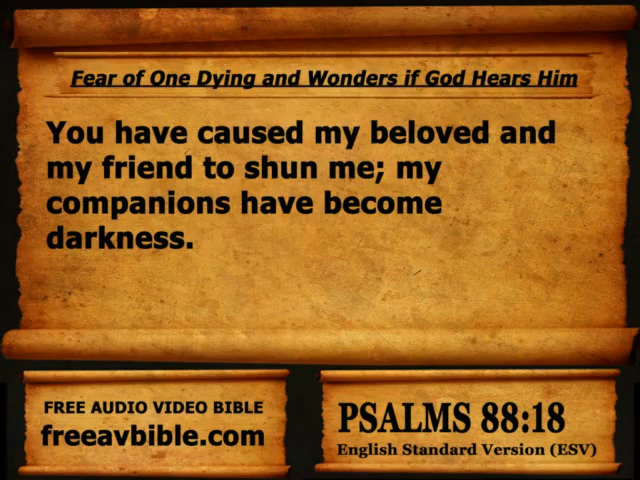 Fear of One Dying and Wonders if God Hears Him
You have caused my beloved and
my friend to shun me; my
companions have become
darkness.
FREE AUDIO VIDEO BIBLE
freeavbible.com
PSALMS 88:18
English Standard Version (ESV)